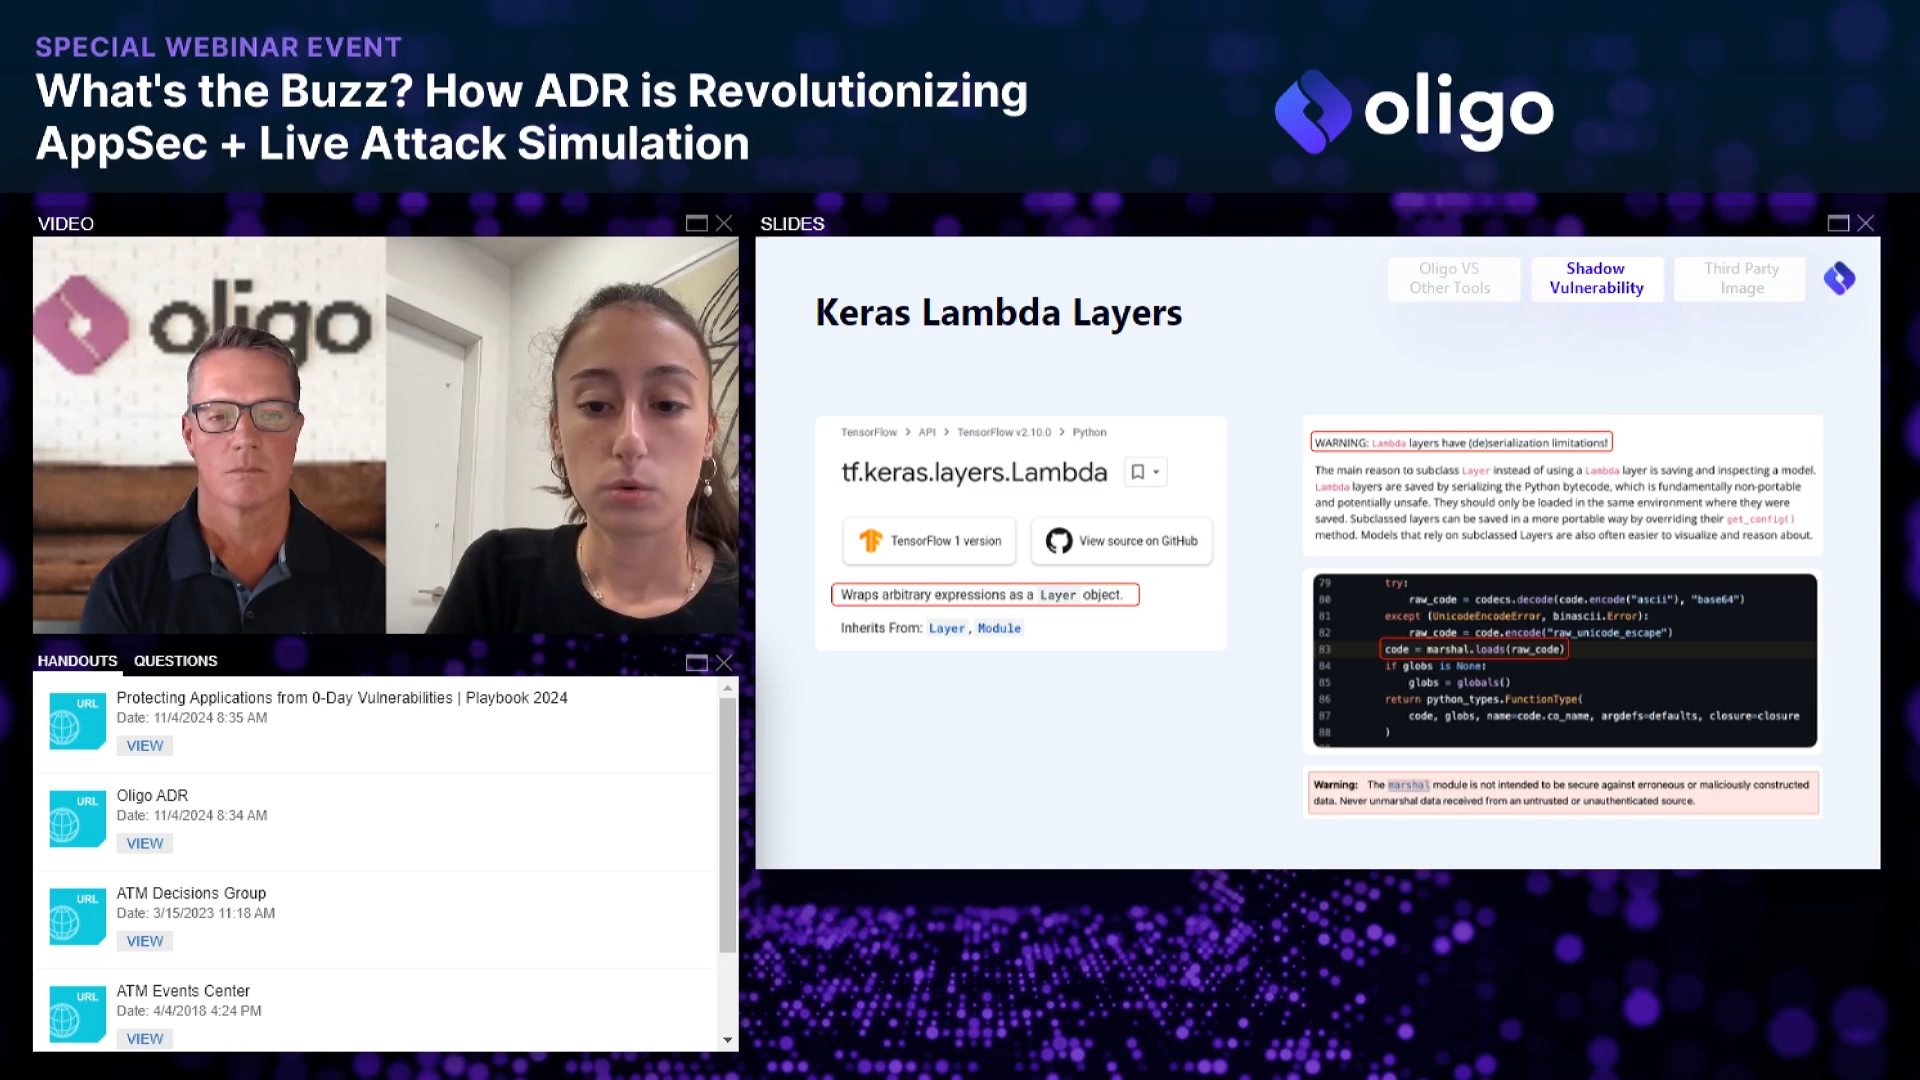 SPECIAL WEBINAR EVENT
What's the Buzz? How ADR is Revolutionizing
AppSec + Live Attack Simulation
oligo
VIDEO
oligo
HANDOUTS QUESTIONS
URL
Protecting Applications from 0-Day Vulnerabilities | Playbook 2024
Date: 11/4/2024 8:35 AM
VIEW
URL
Oligo ADR
Date: 11/4/2024 8:34 AM
VIEW
URL
ATM Decisions Group
Date: 3/15/2023 11:18 AM
VIEW
URL
ATM Events Center
Date: 4/4/2018 4:24 PM
VIEW
SLIDES
Oligo VS
Other Tools
Shadow
Vulnerability
Third Party
Image
Keras Lambda Layers
TensorFlow > API > TensorFlow v2.10.0 > Python
tf.keras.layers.Lambda
TensorFlow 1 version
View source on GitHub
Wraps arbitrary expressions as a Layer object.
Inherits From: Layer, Module
WARNING: Lambda layers have (de)serialization limitations!
The main reason to subclass Layer instead of using a Lambda layer is saving and inspecting a model.
Lambda layers are saved by serializing the Python bytecode, which is fundamentally non-portable
and potentially unsafe. They should only be loaded in the same environment where they were
saved. Subclassed layers can be saved in a more portable way by overriding their get_config()
method. Models that rely on subclassed Layers are also often easier to visualize and reason about.
79 try:
80 raw_code = codecs.decode(code.encode("ascii"), "base64")
81 except (UnicodeEncodeError, binascii.Error):
82 raw_code = code.encode("raw_unicode_escape")
83 code = marshal.loads(raw_code)
84 if globs is None:
85 globs = globals()
86 return python_types.FunctionType(
87 code, globs, name=code.co_name, argdefs=defaults, closure=closure
88 )
Warning: The marshal module is not intended to be secure against erroneous or maliciously constructed
data. Never unmarshal data received from an untrusted or unauthenticated source.